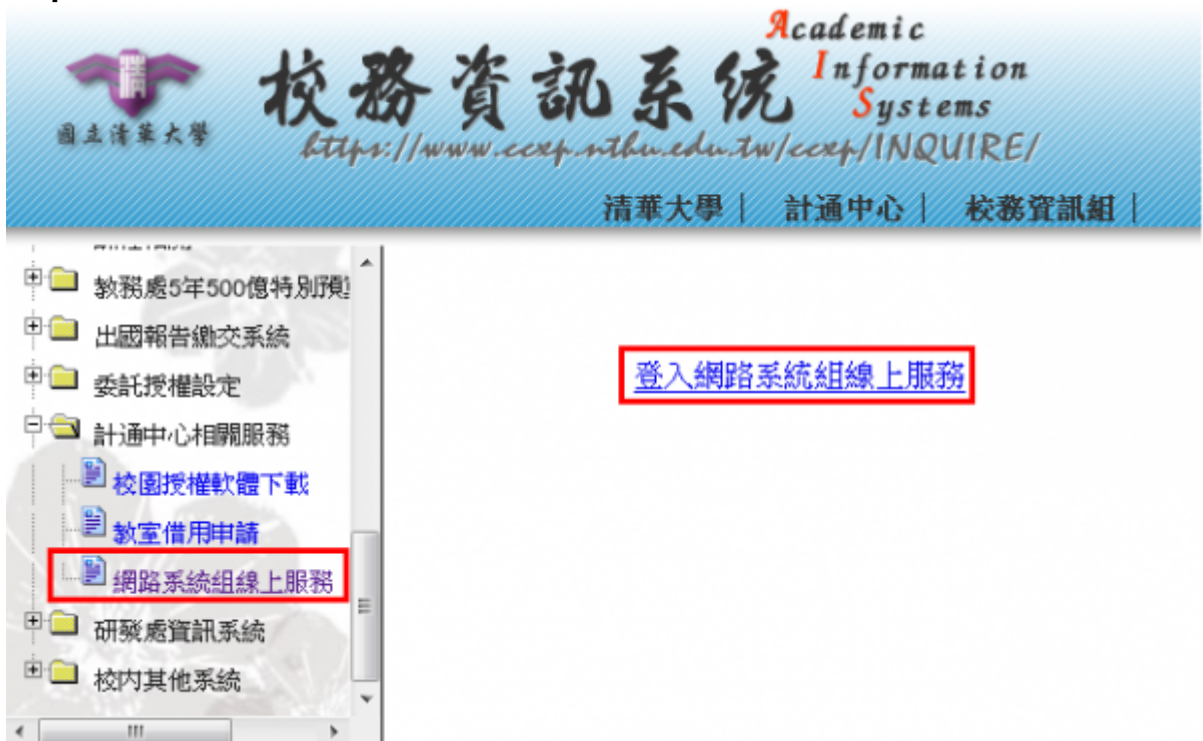 Academic
Information
Systems
校務資訊系統
國立清華大學
https://www.ccxp.nthu.edu.tw/ccxp/INQUIRE/
清華大學｜ 計通中心｜ 校務資訊組｜
教務處5年500億特別預
出國報告繳交系統
委託授權設定
計通中心相關服務
校園授權軟體下載
教室借用申請
網路系統組線上服務
研發處資訊系統
校內其他系統
登入網路系統組線上服務